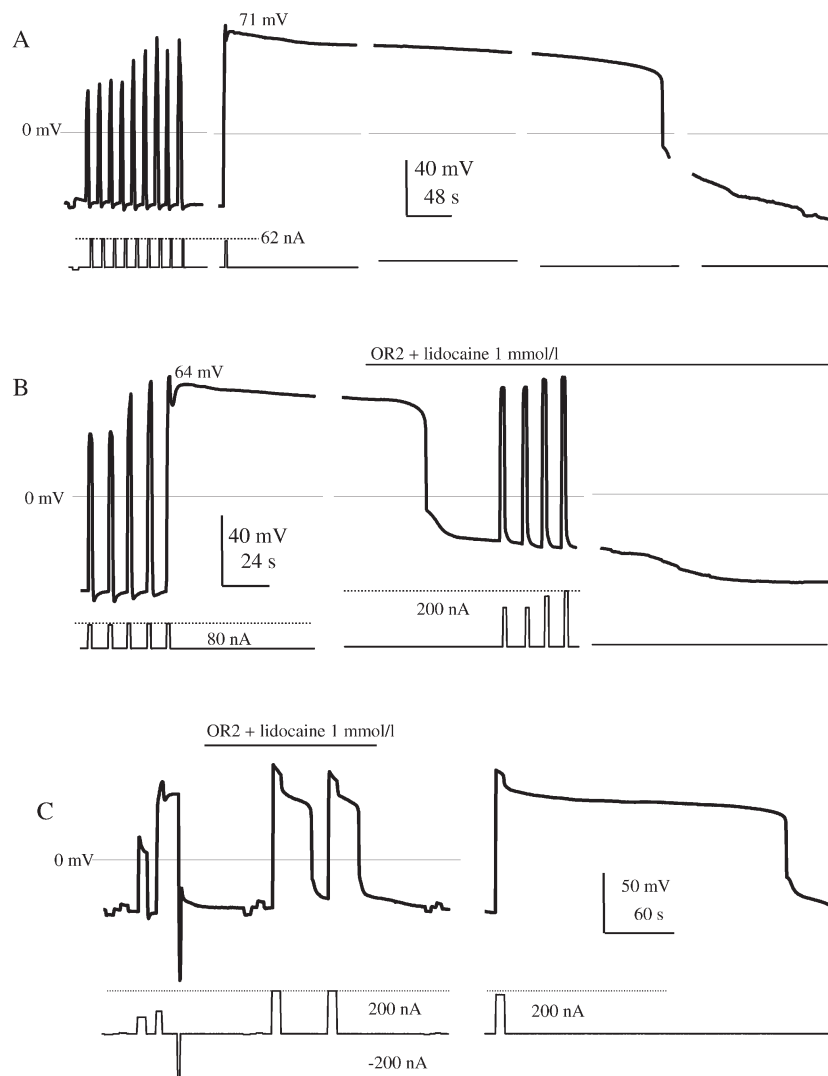 A
71 mV
0 mV
40 mV
48 s
62 nA
OR2 + lidocaine 1 mmol/l
B
64 mV
0 mV
40 mV
24 s
200 nA
80 nA
OR2 + lidocaine 1 mmol/l
C
0 mV
50 mV
60 s
200 nA
200 nA
-200 nA